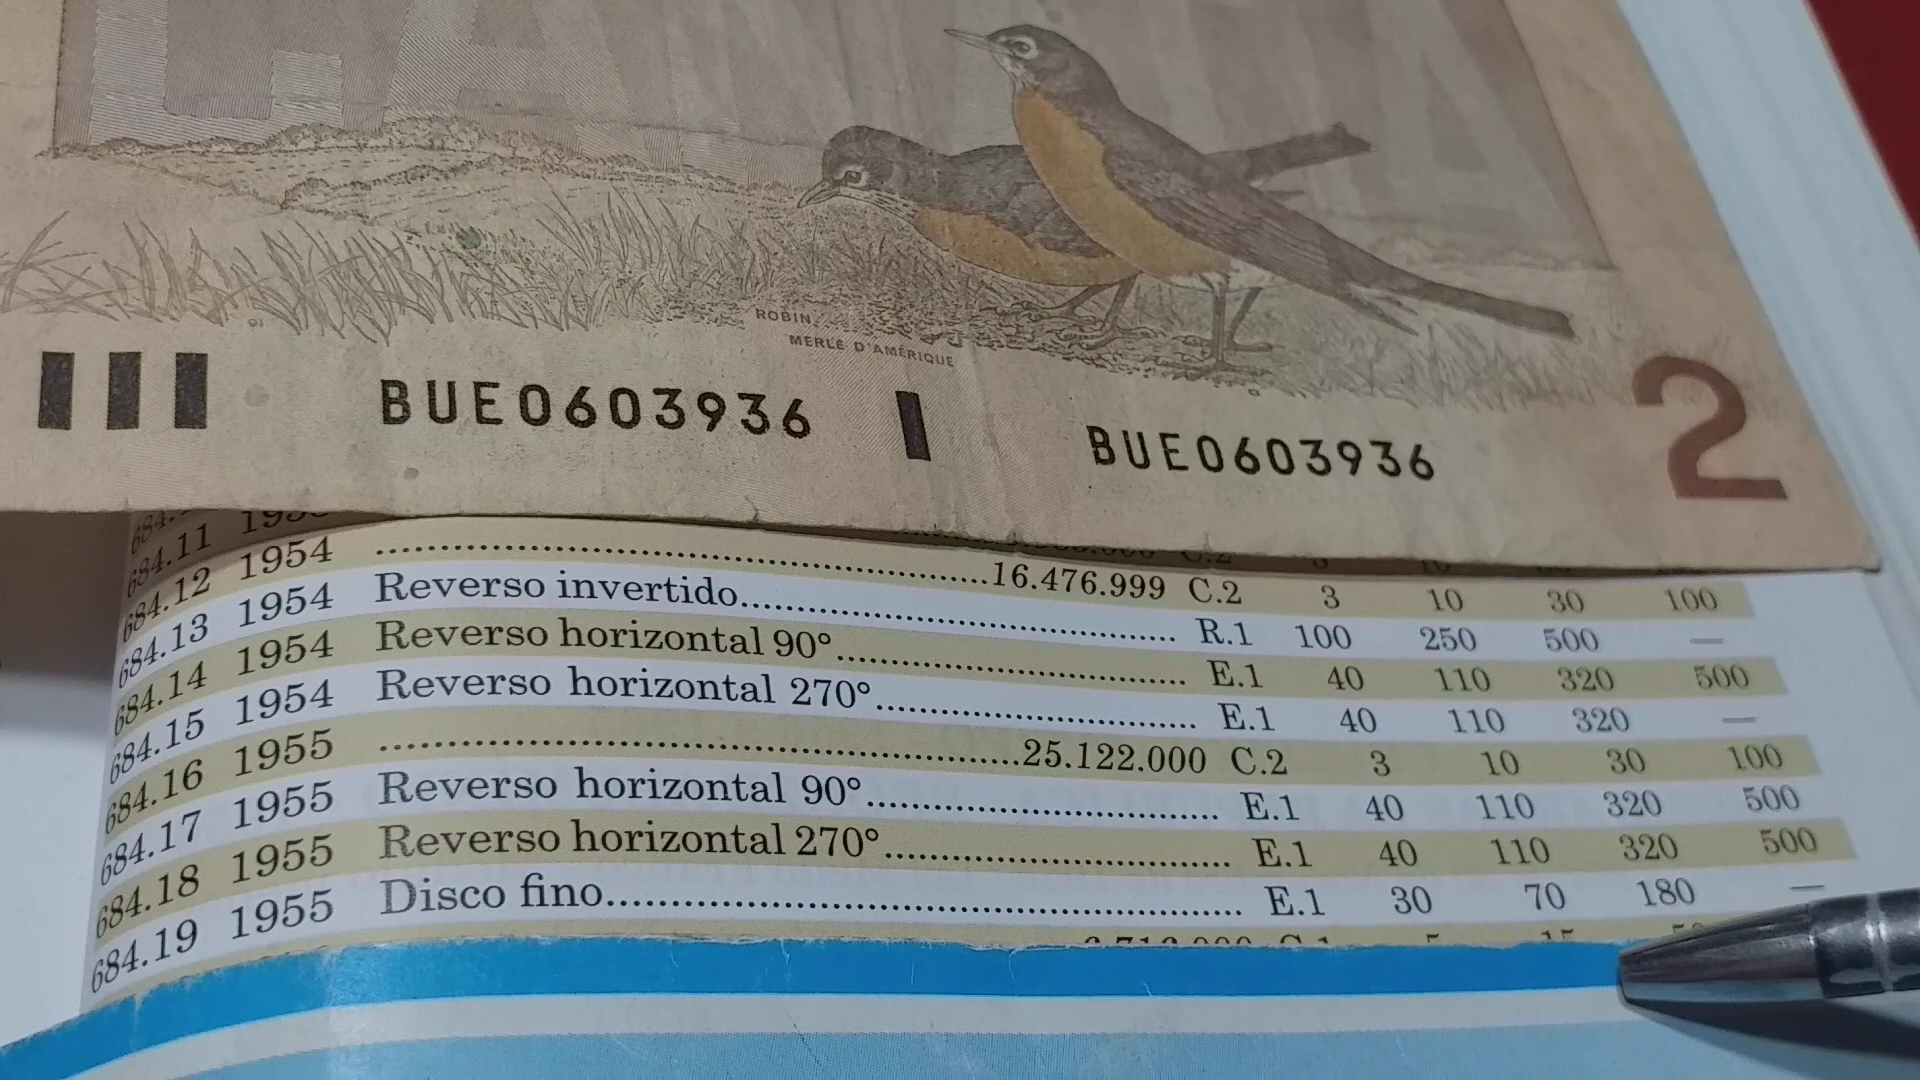 CANADA
ROBIN
MERLE D'AMÉRIQUE
BUE0603936 BUE0603936 2
684.11
684.12 1954 ........ 16.476.999 C.2 3 10 30 100
684.13 1954 Reverso invertido........ R.1 100 250 500 —
684.14 1954 Reverso horizontal 90°........ E.1 40 110 320 500
684.15 1954 Reverso horizontal 270°........ E.1 40 110 320 —
684.16 1955 ........25.122.000 C.2 3 10 30 100
684.17 1955 Reverso horizontal 90°........ E.1 40 110 320 500
684.18 1955 Reverso horizontal 270°........ E.1 40 110 320 500
684.19 1955 Disco fino........ E.1 30 70 180 —